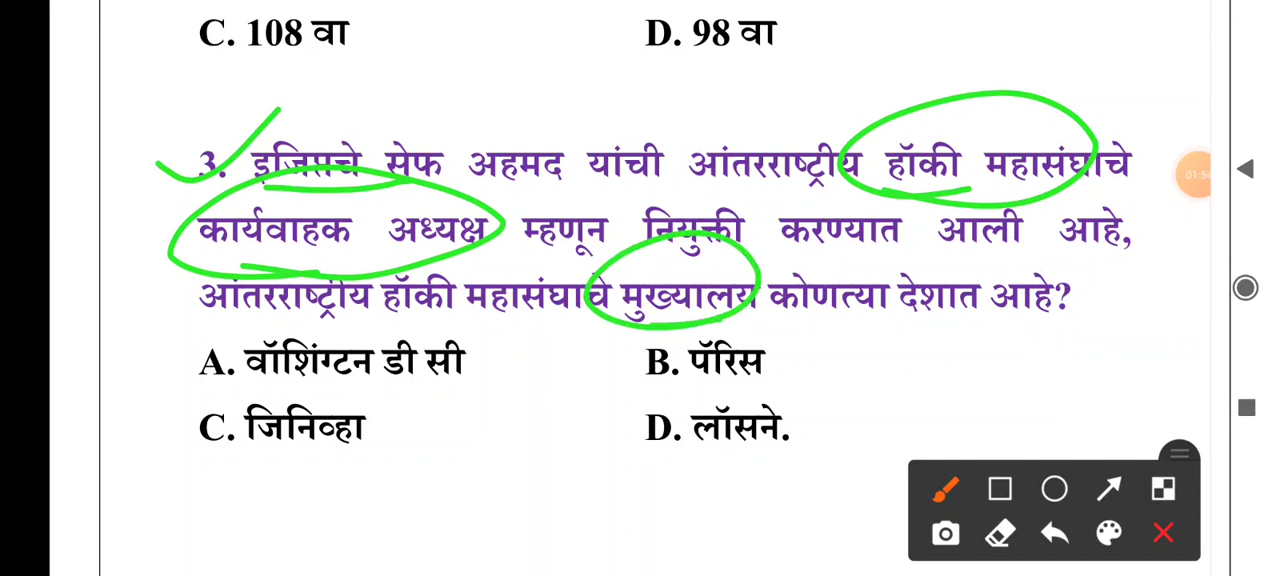 C. 108 वा D. 98 वा
3. इजिप्तचे सेफ अहमद यांची आंतरराष्ट्रीय हॉकी महासंघाचे
कार्यवाहक अध्यक्ष म्हणून नियुक्ती करण्यात आली आहे,
आंतरराष्ट्रीय हॉकी महासंघाचे मुख्यालय कोणत्या देशात आहे?
A. वॉशिंग्टन डी सी B. पॅरिस
C. जिनिव्हा D. लॉसने.